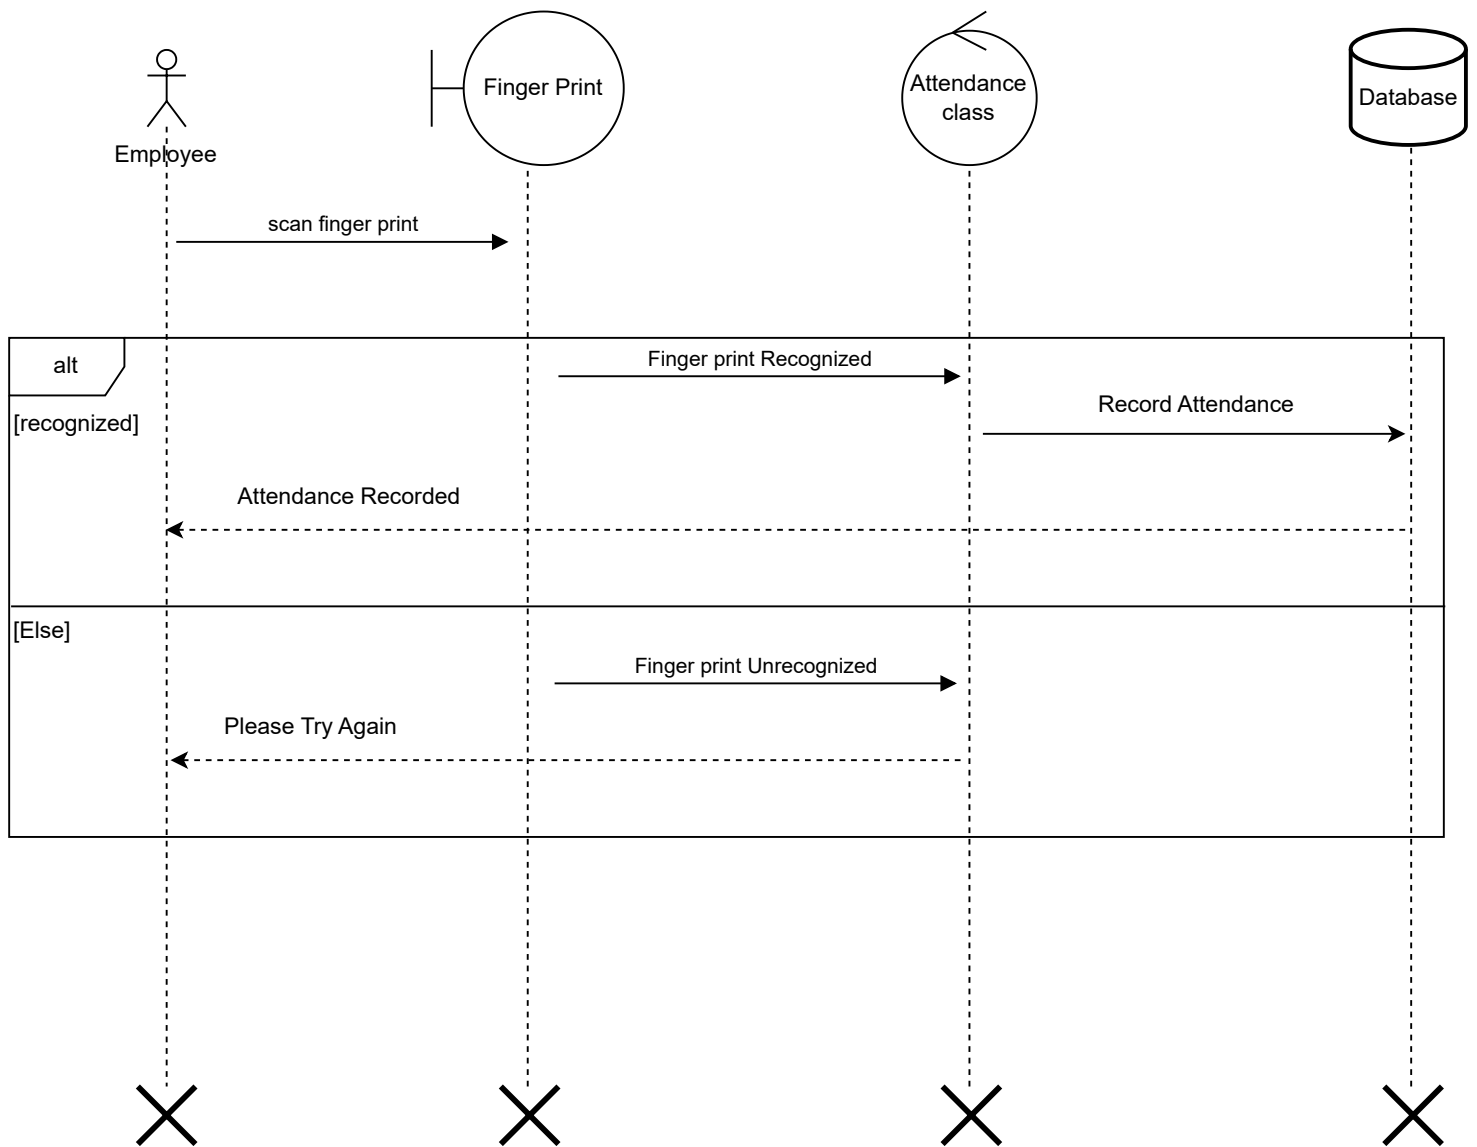 Finger Print
Attendance
class
Database
Employee
scan finger print
alt
Finger print Recognized
[recognized]
Record Attendance
Attendance Recorded
[Else]
Finger print Unrecognized
Please Try Again